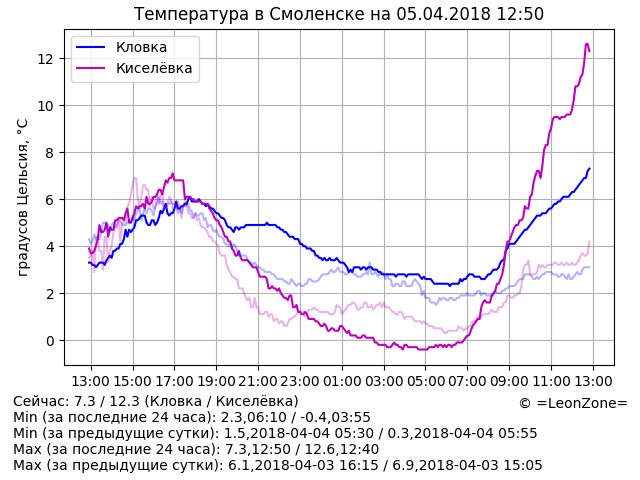 Температура в Смоленске на 05.04.2018 12:50
Кловка
Киселёвка
градусов Цельсия, °C
12
10
8
6
4
2
0
13:00 15:00 17:00 19:00 21:00 23:00 01:00 03:00 05:00 07:00 09:00 11:00 13:00
Сейчас: 7.3 / 12.3 (Кловка / Киселёвка)
© =LeonZone=
Min (за последние 24 часа): 2.3,06:10 / -0.4,03:55
Min (за предыдущие сутки): 1.5,2018-04-04 05:30 / 0.3,2018-04-04 05:55
Max (за последние 24 часа): 7.3,12:50 / 12.6,12:40
Max (за предыдущие сутки): 6.1,2018-04-03 16:15 / 6.9,2018-04-03 15:05